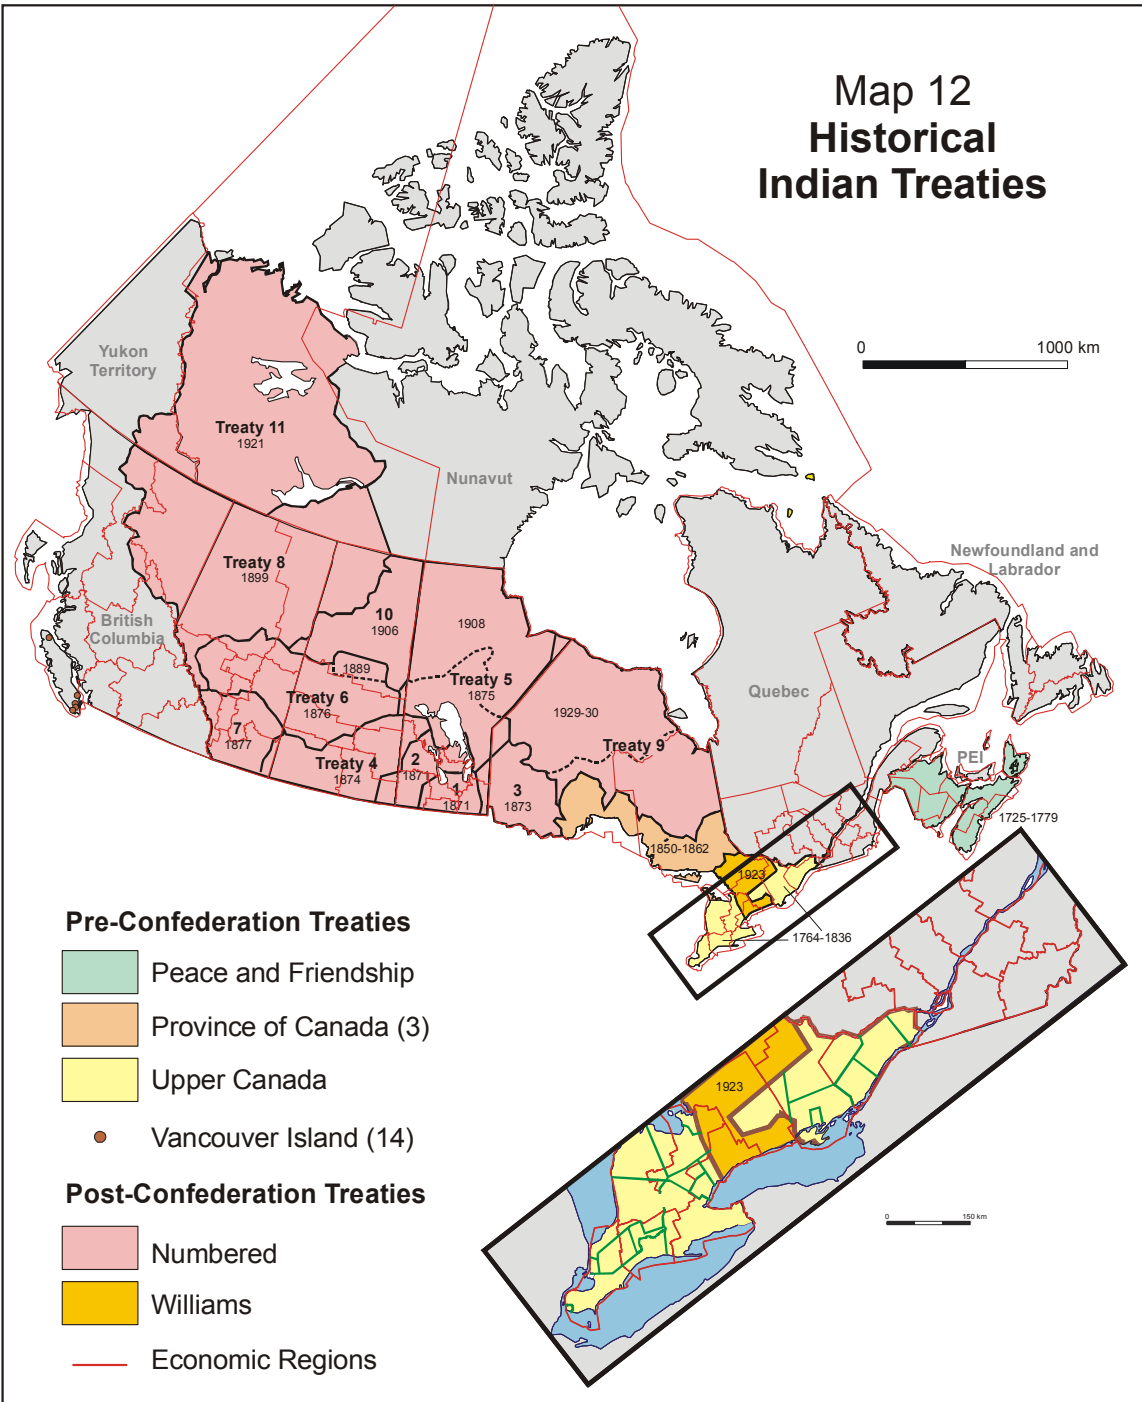 Map 12
Historical
Indian Treaties
0 1000 km
Yukon
Territory
Treaty 11
1921
Nunavut
Treaty 8
1899
Newfoundland and
Labrador
British
Columbia
10
1906
1908
1889
Treaty 5
1875
Treaty 6
1876
Quebec
1929-30
7
1877
Treaty 9
Treaty 4
1874
2
1871
1
1871
3
1873
PEI
1725-1779
1850-1862
1923
1764-1836
Pre-Confederation Treaties
Peace and Friendship
Province of Canada (3)
Upper Canada
Vancouver Island (14)
Post-Confederation Treaties
Numbered
Williams
Economic Regions
1923
0 150 km